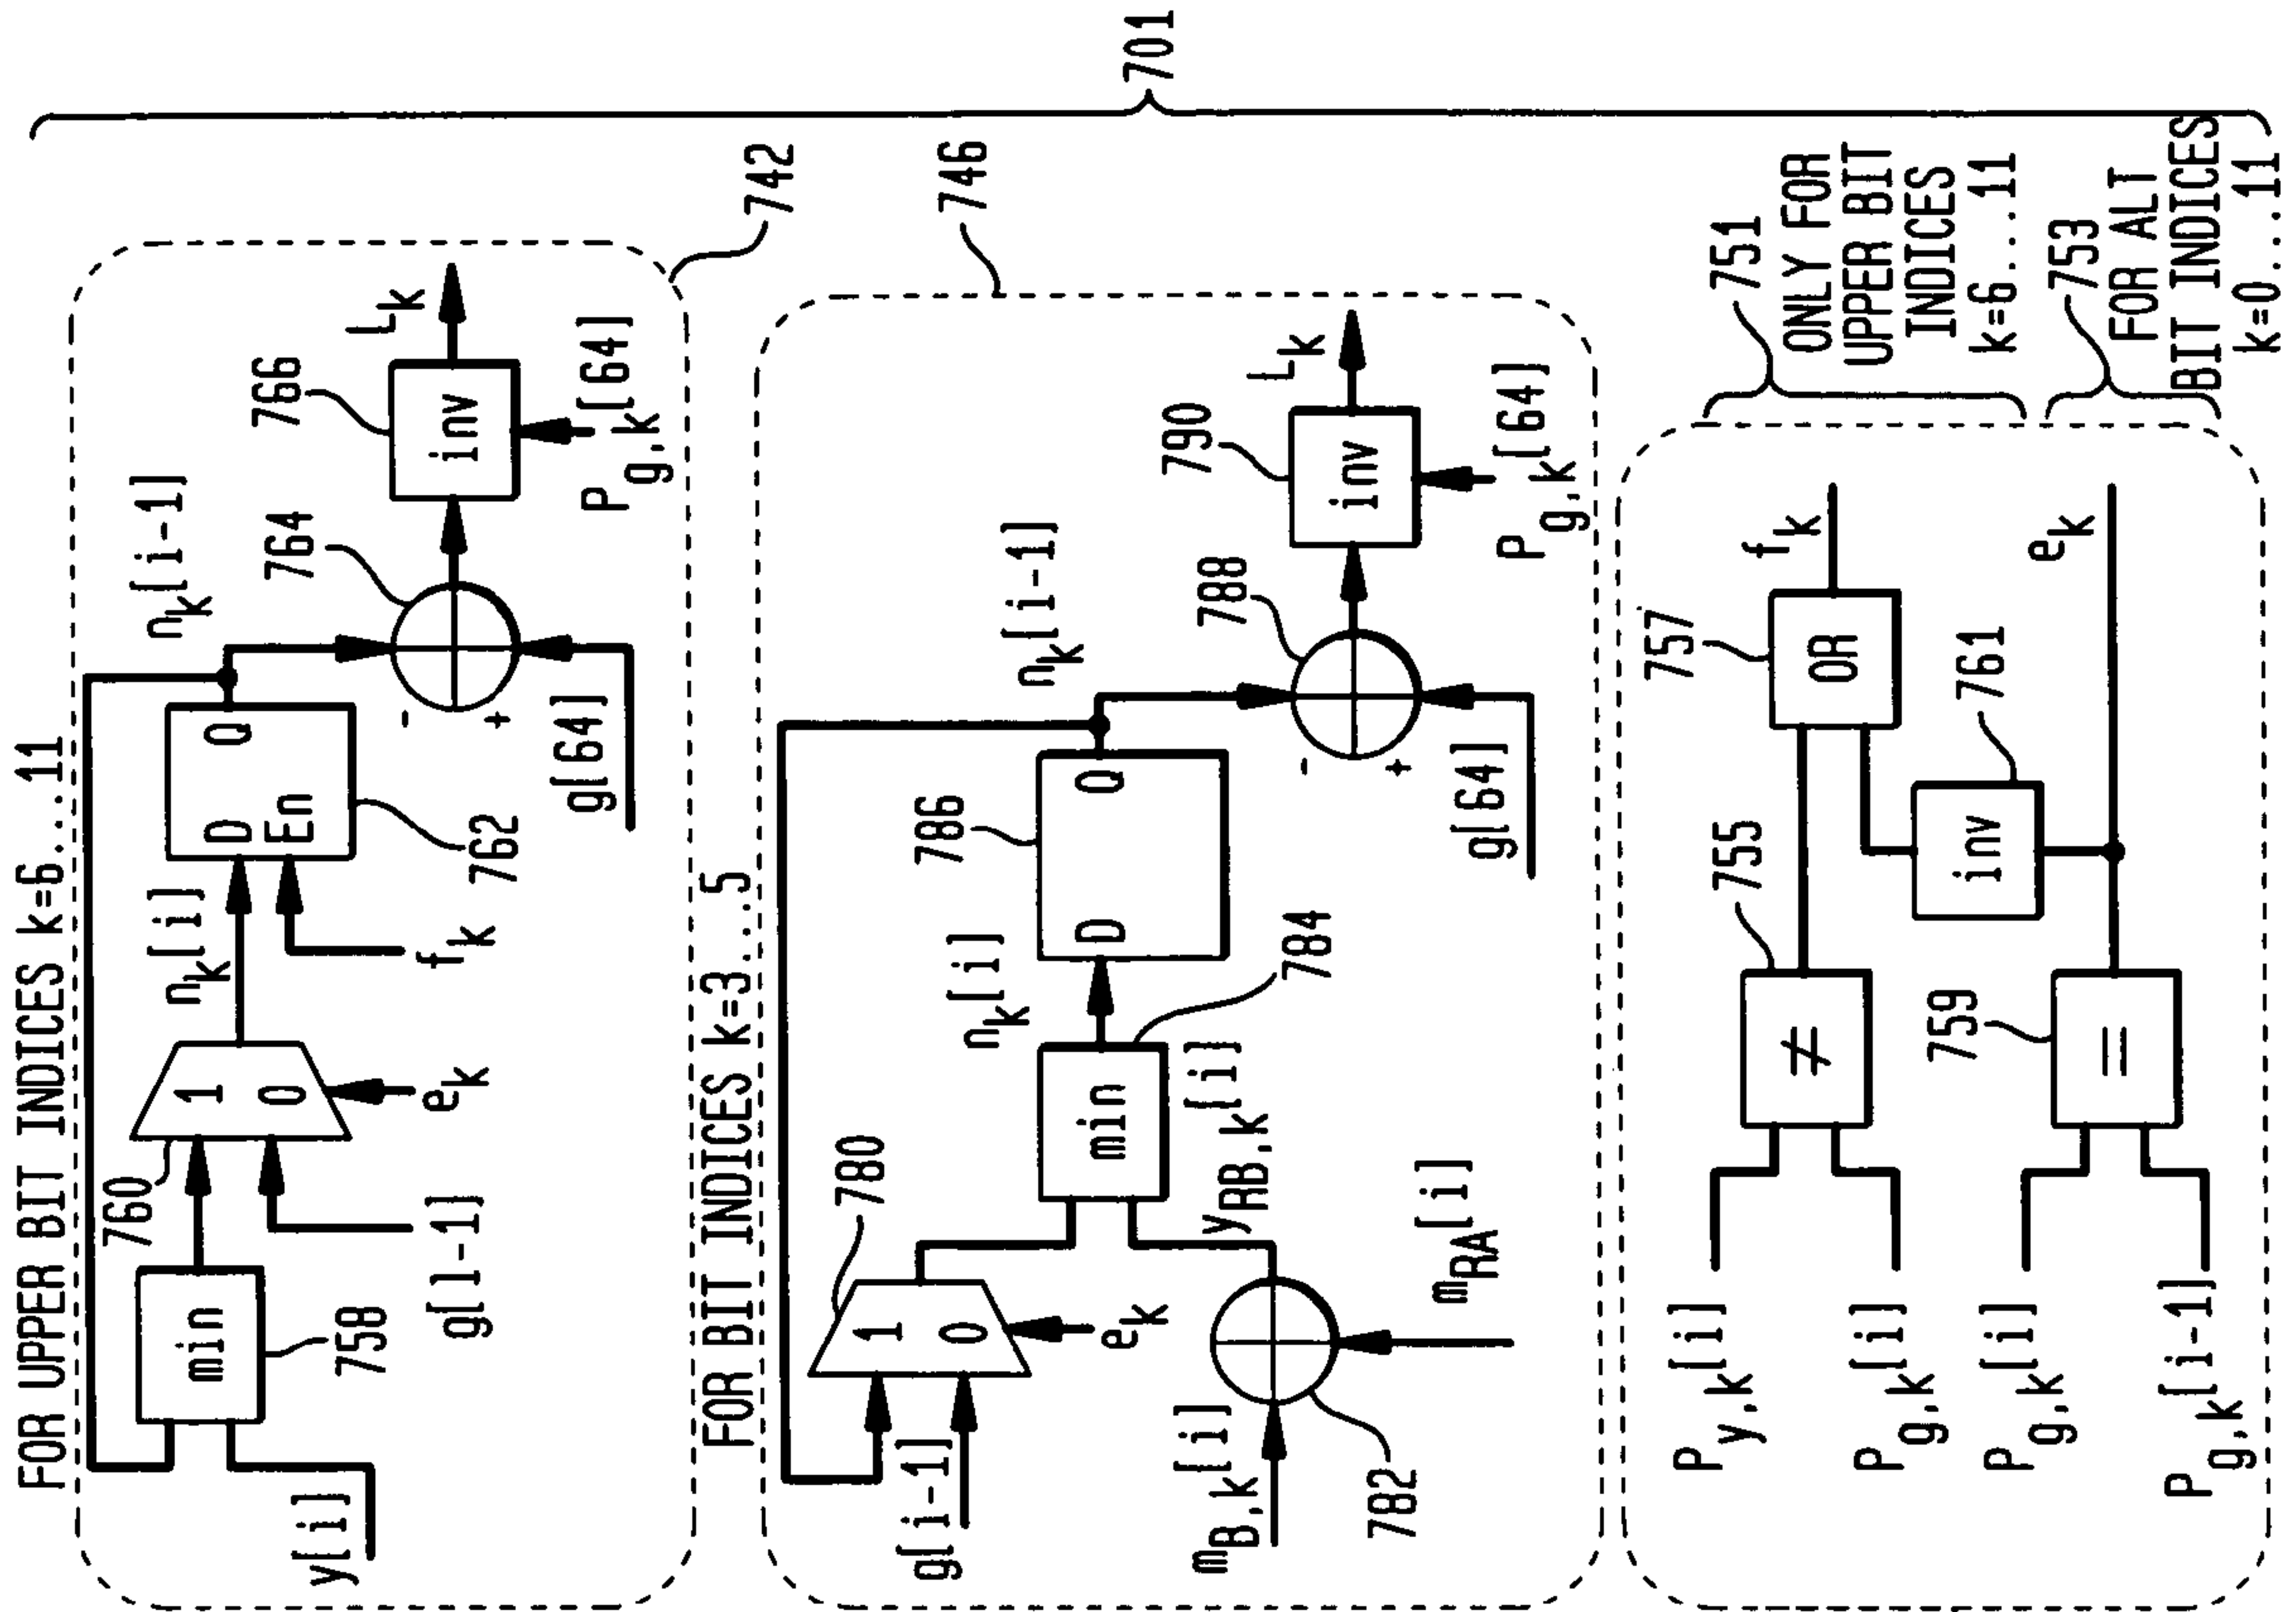 FOR UPPER BIT INDICES k=6...11
y[i]
min
758
760
1
0
g[l-1]
e_k
n_k[i]
f_k
D
En
Q
762
n_k[i-1]
764
-
+
g[64]
766
inv
L_k
P_g,k[64]
742
FOR BIT INDICES k=3...5
g[i-1]
780
1
0
e_k
m_B,k[i]
782
m_RA[i]
y_RB,k[i]
min
784
n_k[i]
D
Q
786
n_k[i-1]
788
-
+
g[64]
790
inv
L_k
P_g,k[64]
746
P_y,k[i]
P_g,k[i]
P_g,k[i]
P_g,k[i-1]
≠
755
=
759
inv
761
OR
757
f_k
e_k
751
ONLY FOR
UPPER BIT
INDICES
k=6...11
753
FOR ALT
BIT INDICES
k=0...11
701